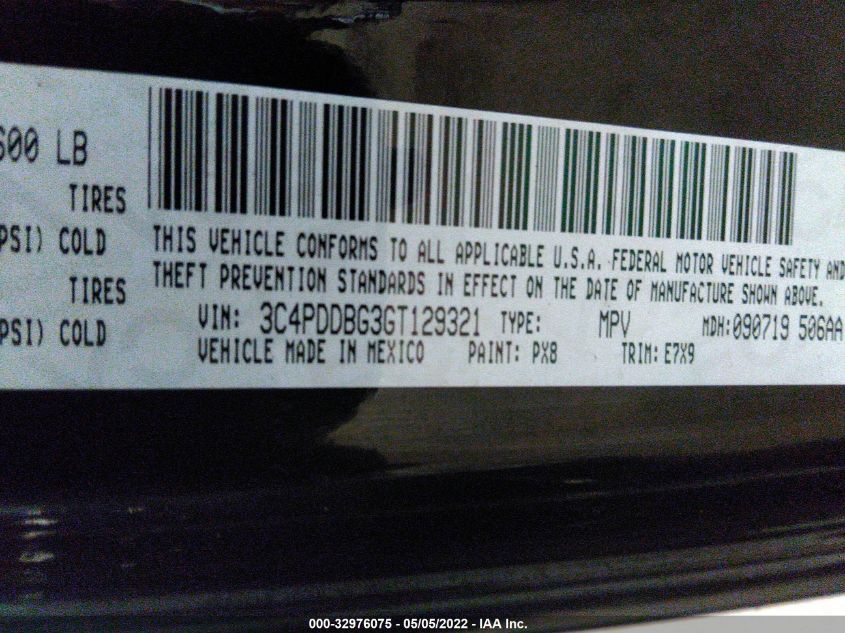 600 LB
TIRES
PSI) COLD
TIRES
PSI) COLD
THIS VEHICLE CONFORMS TO ALL APPLICABLE U.S.A. FEDERAL MOTOR VEHICLE SAFETY AND
THEFT PREVENTION STANDARDS IN EFFECT ON THE DATE OF MANUFACTURE SHOWN ABOVE.
VIN: 3C4PDDBG3GT129321 TYPE: MPV MDH:090719 506AA
VEHICLE MADE IN MEXICO PAINT: PX8 TRIM: E7X9
000-32976075 - 05/05/2022 - IAA Inc.